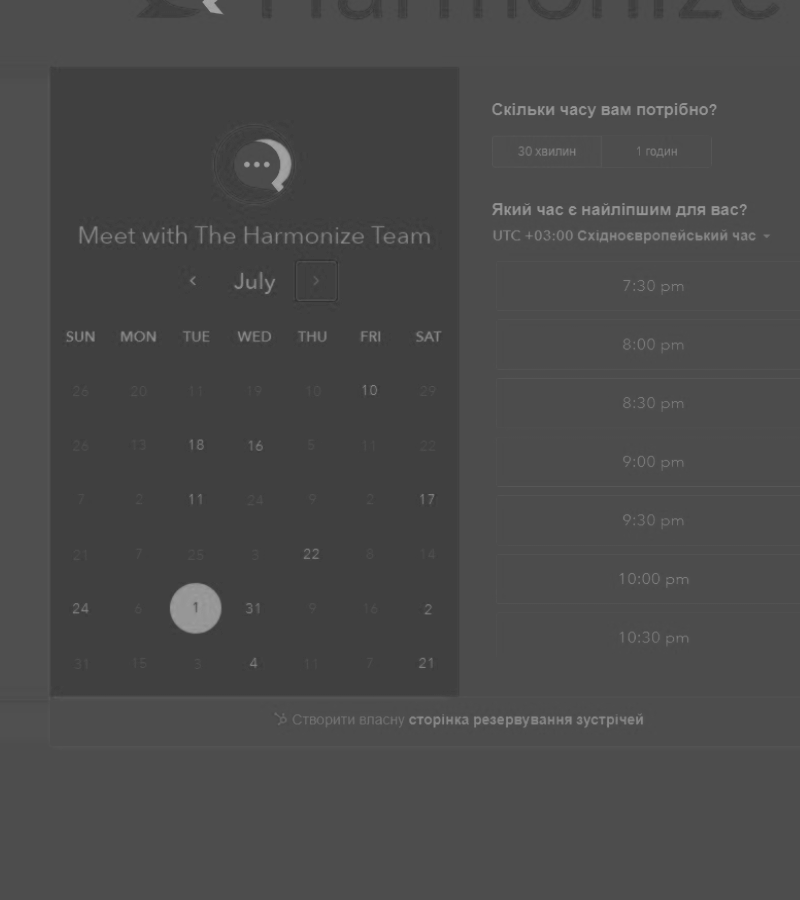 Harmonize
Meet with The Harmonize Team
July
SUN MON TUE WED THU FRI SAT
26 20 11 19 10 10 29
26 13 18 16 5 11 22
7 2 11 24 9 2 17
21 7 25 3 22 8 14
24 6 1 31 9 16 2
31 15 3 4 11 7 21
Скільки часу вам потрібно?
30 хвилин 1 годин
Який час є найліпшим для вас?
UTC +03:00 Східноєвропейський час
7:30 pm
8:00 pm
8:30 pm
9:00 pm
9:30 pm
10:00 pm
10:30 pm
Створити власну сторінка резервування зустрічей